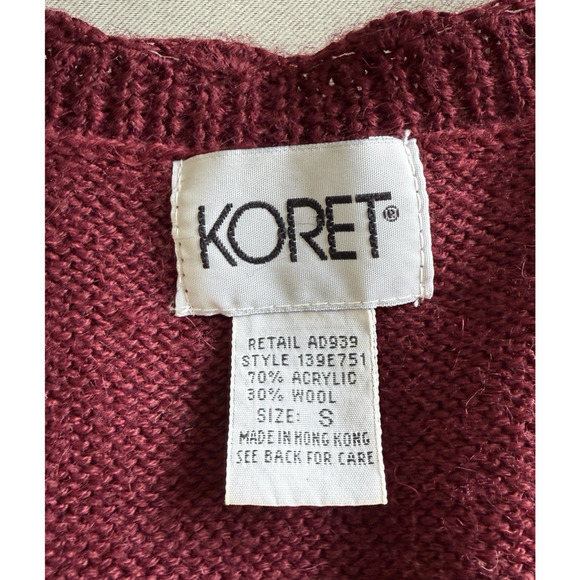 KORET®
RETAIL AD939
STYLE 139E751
70% ACRYLIC
30% WOOL
SIZE: S
MADE IN HONG KONG
SEE BACK FOR CARE